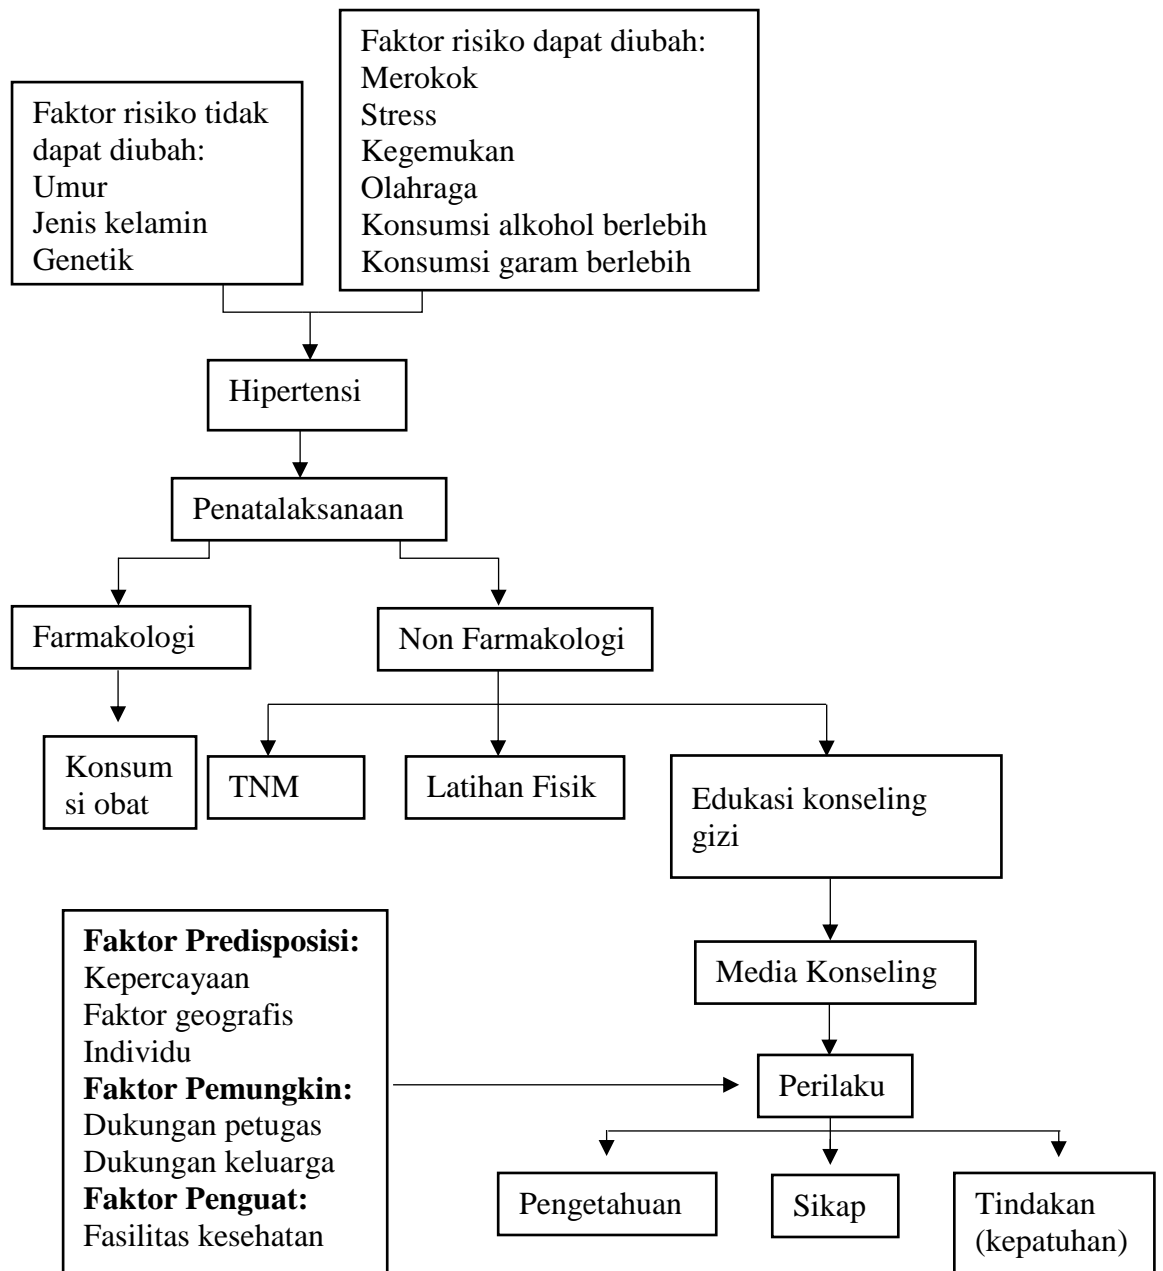 Faktor risiko tidak
dapat diubah:
Umur
Jenis kelamin
Genetik
Faktor risiko dapat diubah:
Merokok
Stress
Kegemukan
Olahraga
Konsumsi alkohol berlebih
Konsumsi garam berlebih
Hipertensi
Penatalaksanaan
Farmakologi
Non Farmakologi
Konsum
si obat
TNM
Latihan Fisik
Edukasi konseling
gizi
Media Konseling
Faktor Predisposisi:
Kepercayaan
Faktor geografis
Individu
Faktor Pemungkin:
Dukungan petugas
Dukungan keluarga
Faktor Penguat:
Fasilitas kesehatan
Perilaku
Pengetahuan
Sikap
Tindakan
(kepatuhan)